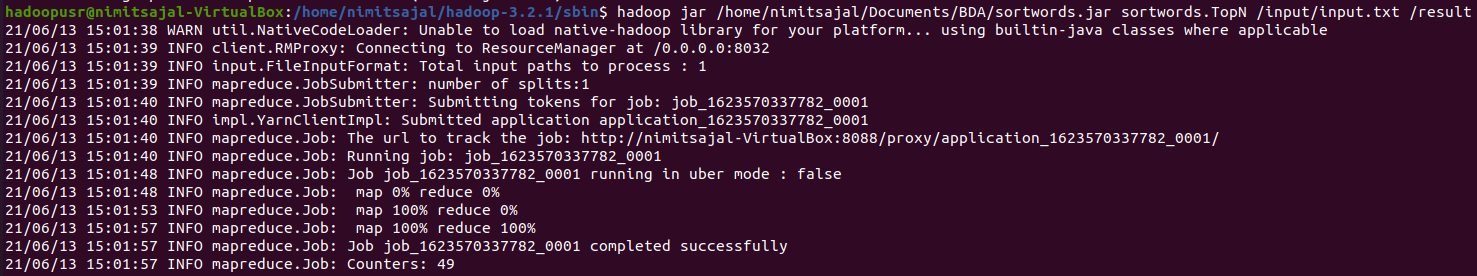 hadoopusr@nimitsajal-VirtualBox:/home/nimitsajal/hadoop-3.2.1/sbin$ hadoop jar /home/nimitsajal/Documents/BDA/sortwords.jar sortwords.TopN /input/input.txt /result
21/06/13 15:01:38 WARN util.NativeCodeLoader: Unable to load native-hadoop library for your platform... using builtin-java classes where applicable
21/06/13 15:01:39 INFO client.RMProxy: Connecting to ResourceManager at /0.0.0.0:8032
21/06/13 15:01:39 INFO input.FileInputFormat: Total input paths to process : 1
21/06/13 15:01:39 INFO mapreduce.JobSubmitter: number of splits:1
21/06/13 15:01:40 INFO mapreduce.JobSubmitter: Submitting tokens for job: job_1623570337782_0001
21/06/13 15:01:40 INFO impl.YarnClientImpl: Submitted application application_1623570337782_0001
21/06/13 15:01:40 INFO mapreduce.Job: The url to track the job: http://nimitsajal-VirtualBox:8088/proxy/application_1623570337782_0001/
21/06/13 15:01:40 INFO mapreduce.Job: Running job: job_1623570337782_0001
21/06/13 15:01:48 INFO mapreduce.Job: Job job_1623570337782_0001 running in uber mode : false
21/06/13 15:01:48 INFO mapreduce.Job:  map 0% reduce 0%
21/06/13 15:01:53 INFO mapreduce.Job:  map 100% reduce 0%
21/06/13 15:01:57 INFO mapreduce.Job:  map 100% reduce 100%
21/06/13 15:01:57 INFO mapreduce.Job: Job job_1623570337782_0001 completed successfully
21/06/13 15:01:57 INFO mapreduce.Job: Counters: 49